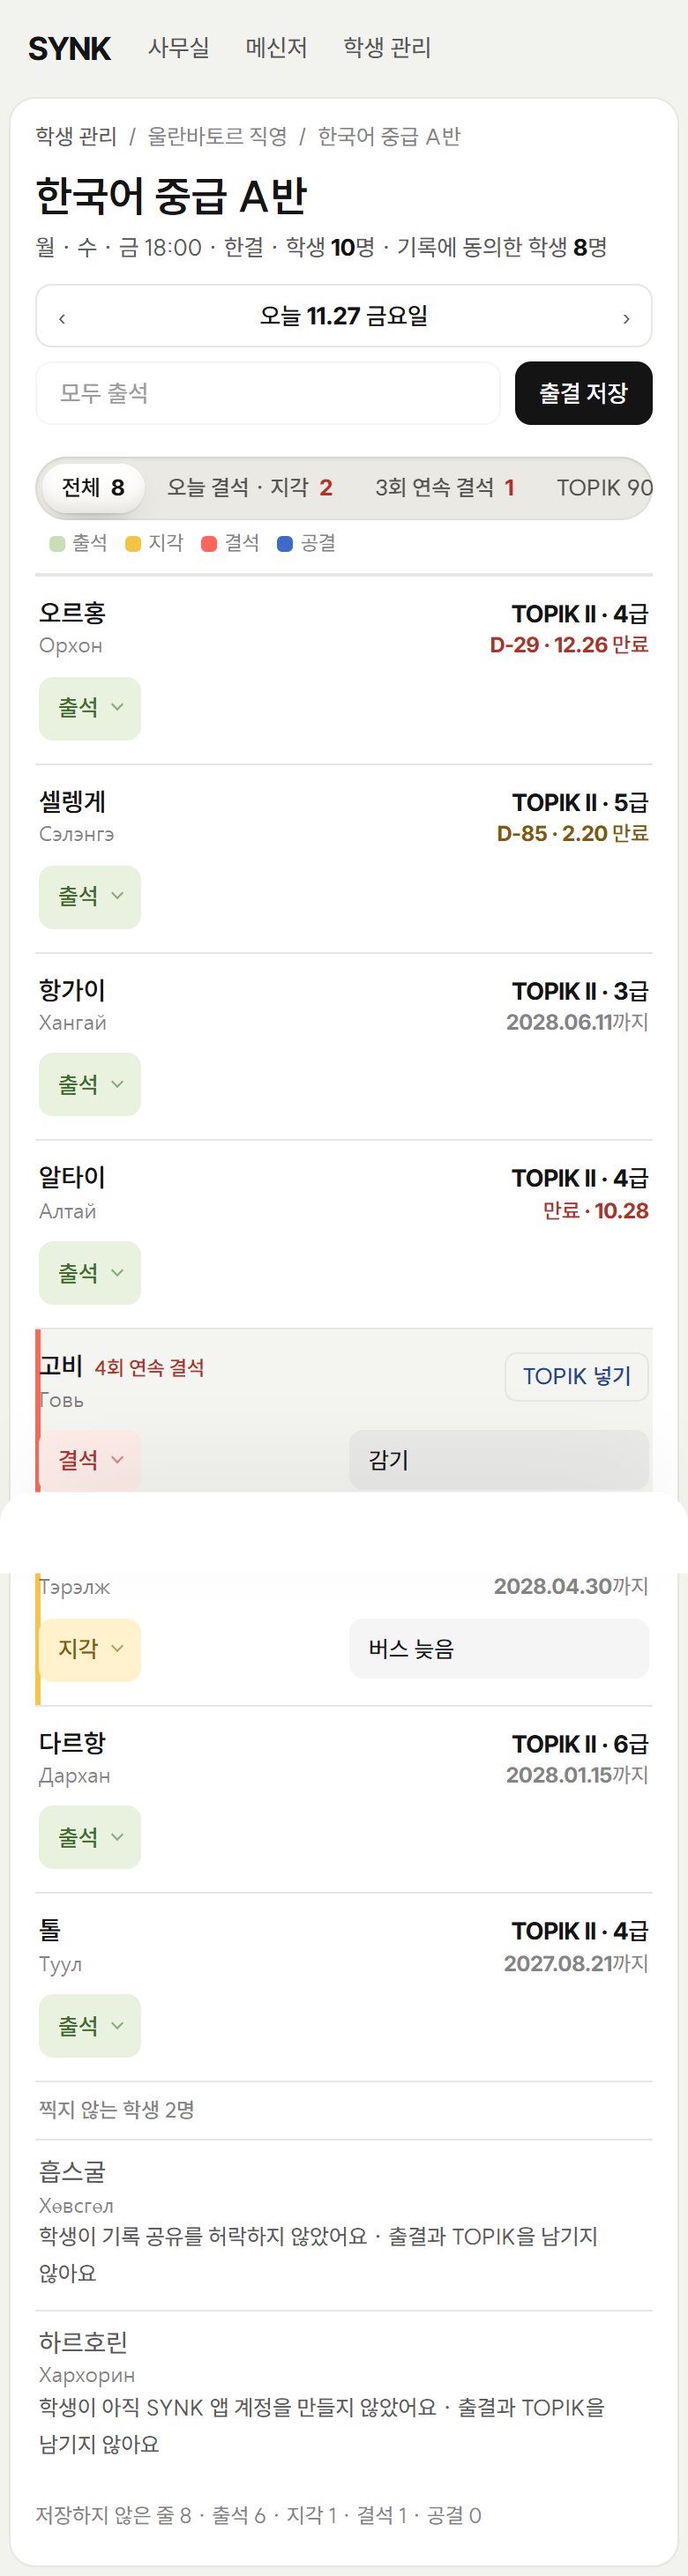 SYNK 사무실 메신저 학생 관리
학생 관리 / 울란바토르 직영 / 한국어 중급 A반
한국어 중급 A반
월 · 수 · 금 18:00 · 한결 · 학생 10명 · 기록에 동의한 학생 8명
‹ 오늘 11.27 금요일 ›
모두 출석 출결 저장
전체 8 오늘 결석 · 지각 2 3회 연속 결석 1 TOPIK 90
출석 지각 결석 공결
오르홍 TOPIK II · 4급
Орхон D-29 · 12.26 만료
출석
셀렝게 TOPIK II · 5급
Сэлэнгэ D-85 · 2.20 만료
출석
항가이 TOPIK II · 3급
Хангай 2028.06.11까지
출석
알타이 TOPIK II · 4급
Алтай 만료 · 10.28
출석
고비 4회 연속 결석 TOPIK 넣기
Говь
결석 감기
Тэрэлж 2028.04.30까지
지각 버스 늦음
다르항 TOPIK II · 6급
Дархан 2028.01.15까지
출석
톨 TOPIK II · 4급
Туул 2027.08.21까지
출석
찍지 않는 학생 2명
흡스굴
Хөвсгөл
학생이 기록 공유를 허락하지 않았어요 · 출결과 TOPIK을 남기지
않아요
하르호린
Хархорин
학생이 아직 SYNK 앱 계정을 만들지 않았어요 · 출결과 TOPIK을
남기지 않아요
저장하지 않은 줄 8 · 출석 6 · 지각 1 · 결석 1 · 공결 0